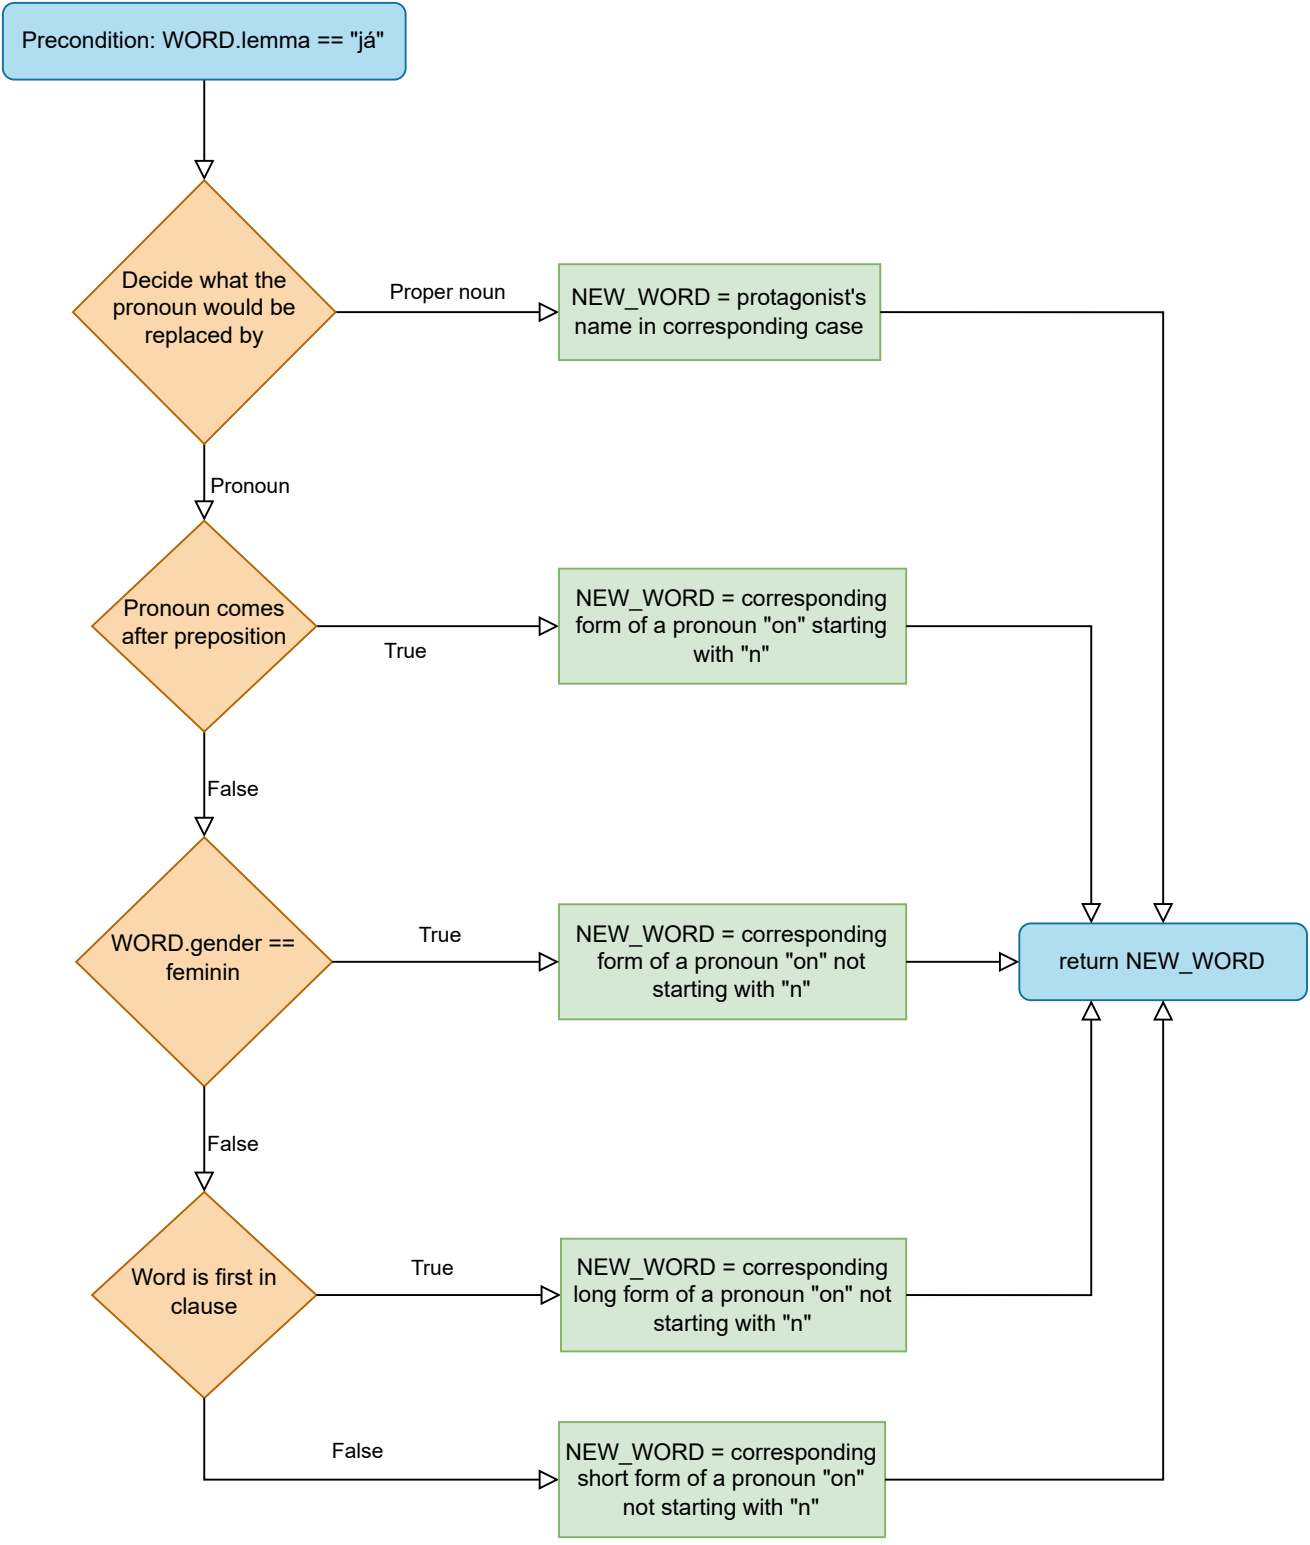 Precondition: WORD.lemma == "já"
Decide what the
pronoun would be
replaced by
Proper noun
NEW_WORD = protagonist's
name in corresponding case
Pronoun
Pronoun comes
after preposition
True
NEW_WORD = corresponding
form of a pronoun "on" starting
with "n"
False
WORD.gender ==
feminin
True
NEW_WORD = corresponding
form of a pronoun "on" not
starting with "n"
return NEW_WORD
False
Word is first in
clause
True
NEW_WORD = corresponding
long form of a pronoun "on" not
starting with "n"
False
NEW_WORD = corresponding
short form of a pronoun "on"
not starting with "n"